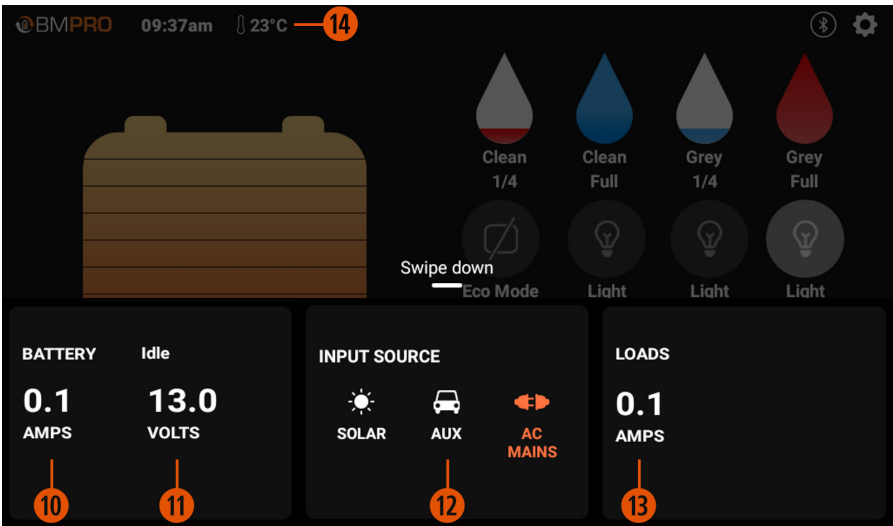 BMPRO 09:37am 23°C 14
Clean Clean Grey Grey
1/4 Full 1/4 Full
Swipe down
Eco Mode Light Light Light
BATTERY Idle
0.1 13.0
AMPS VOLTS
INPUT SOURCE
SOLAR AUX AC
MAINS
LOADS
0.1
AMPS
10 11 12 13